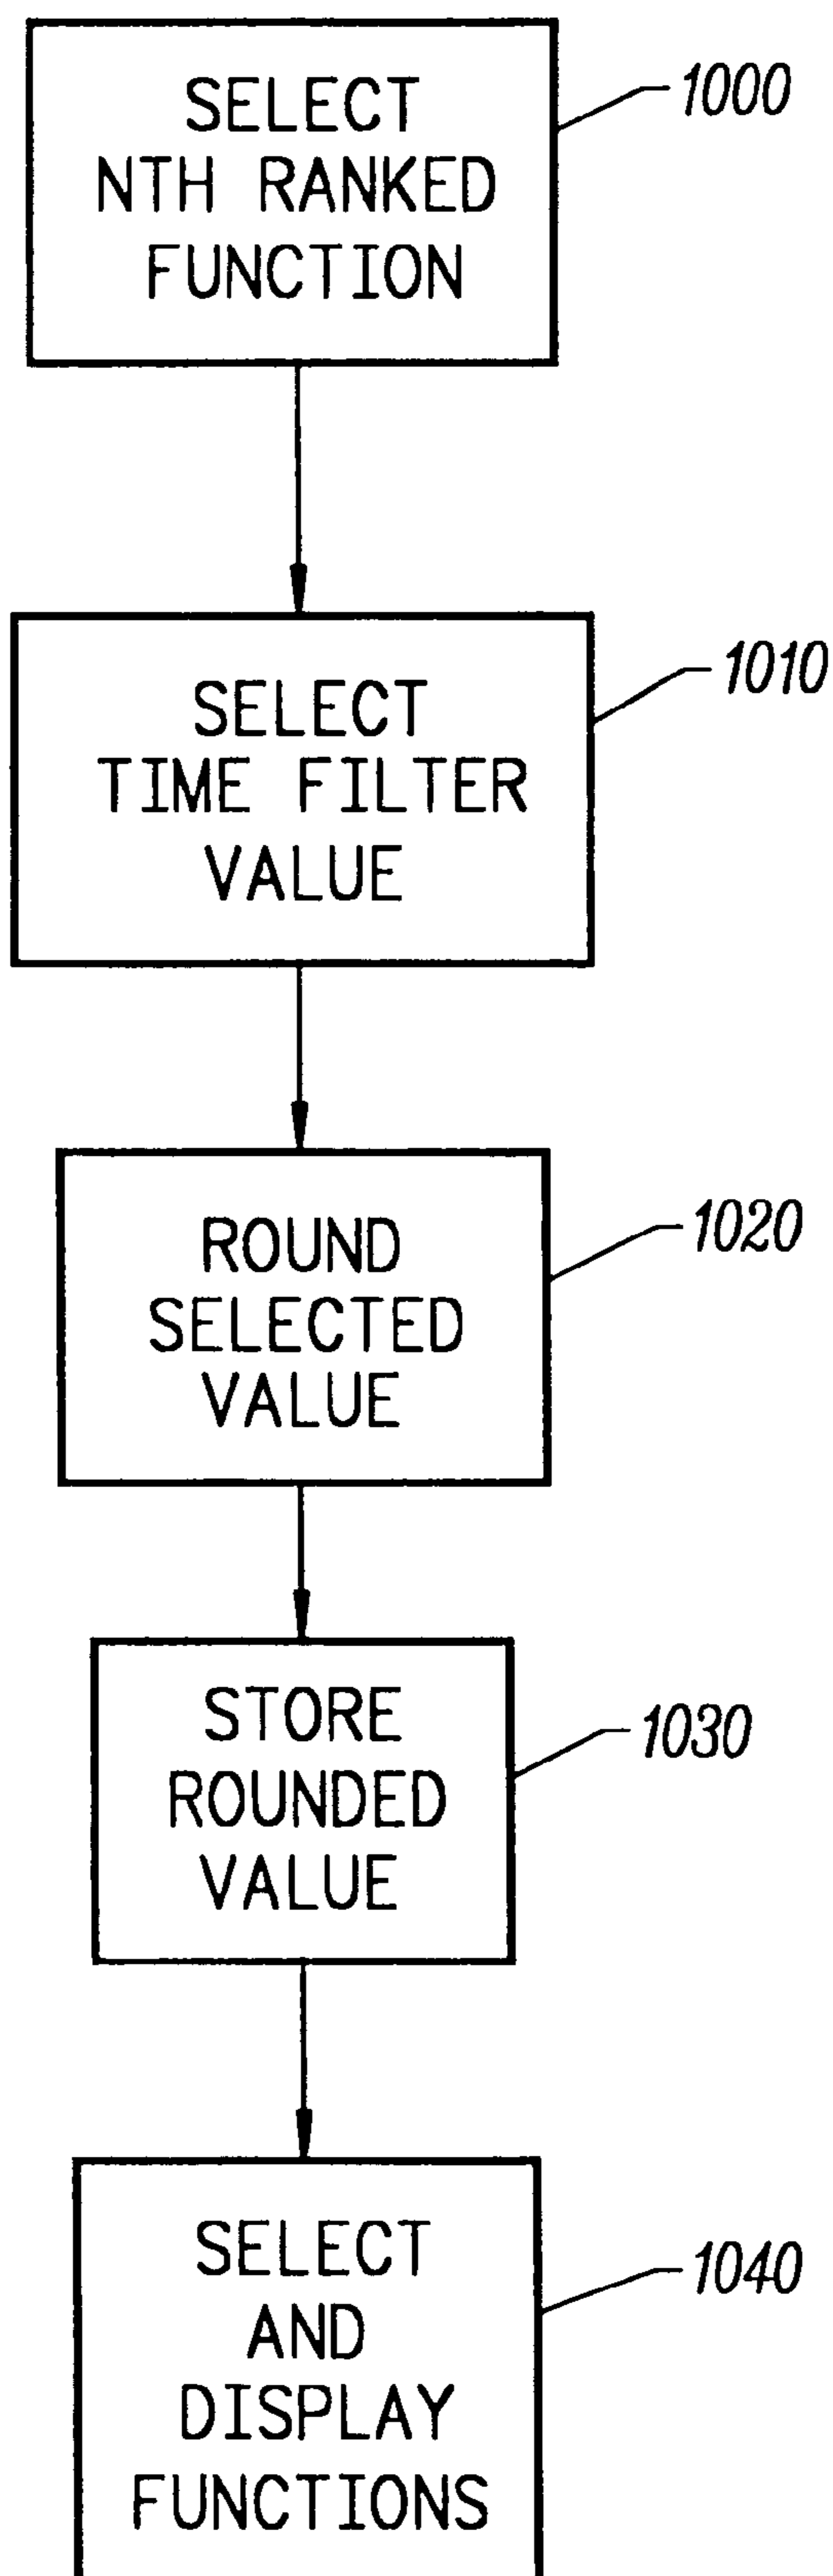 SELECT
NTH RANKED
FUNCTION
1000
SELECT
TIME FILTER
VALUE
1010
ROUND
SELECTED
VALUE
1020
STORE
ROUNDED
VALUE
1030
SELECT
AND
DISPLAY
FUNCTIONS
1040